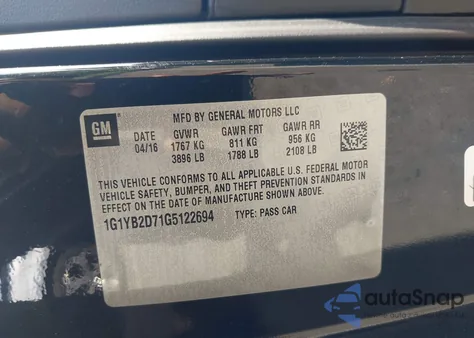 MFD BY GENERAL MOTORS LLC
GM
DATE GVWR GAWR FRT GAWR RR
04/16 1767 KG 811 KG 956 KG
3896 LB 1788 LB 2108 LB
THIS VEHICLE CONFORMS TO ALL APPLICABLE U.S. FEDERAL MOTOR
VEHICLE SAFETY, BUMPER, AND THEFT PREVENTION STANDARDS IN
EFFECT ON THE DATE OF MANUFACTURE SHOWN ABOVE.
1G1YB2D71G5122694 TYPE: PASS CAR
autoSnap